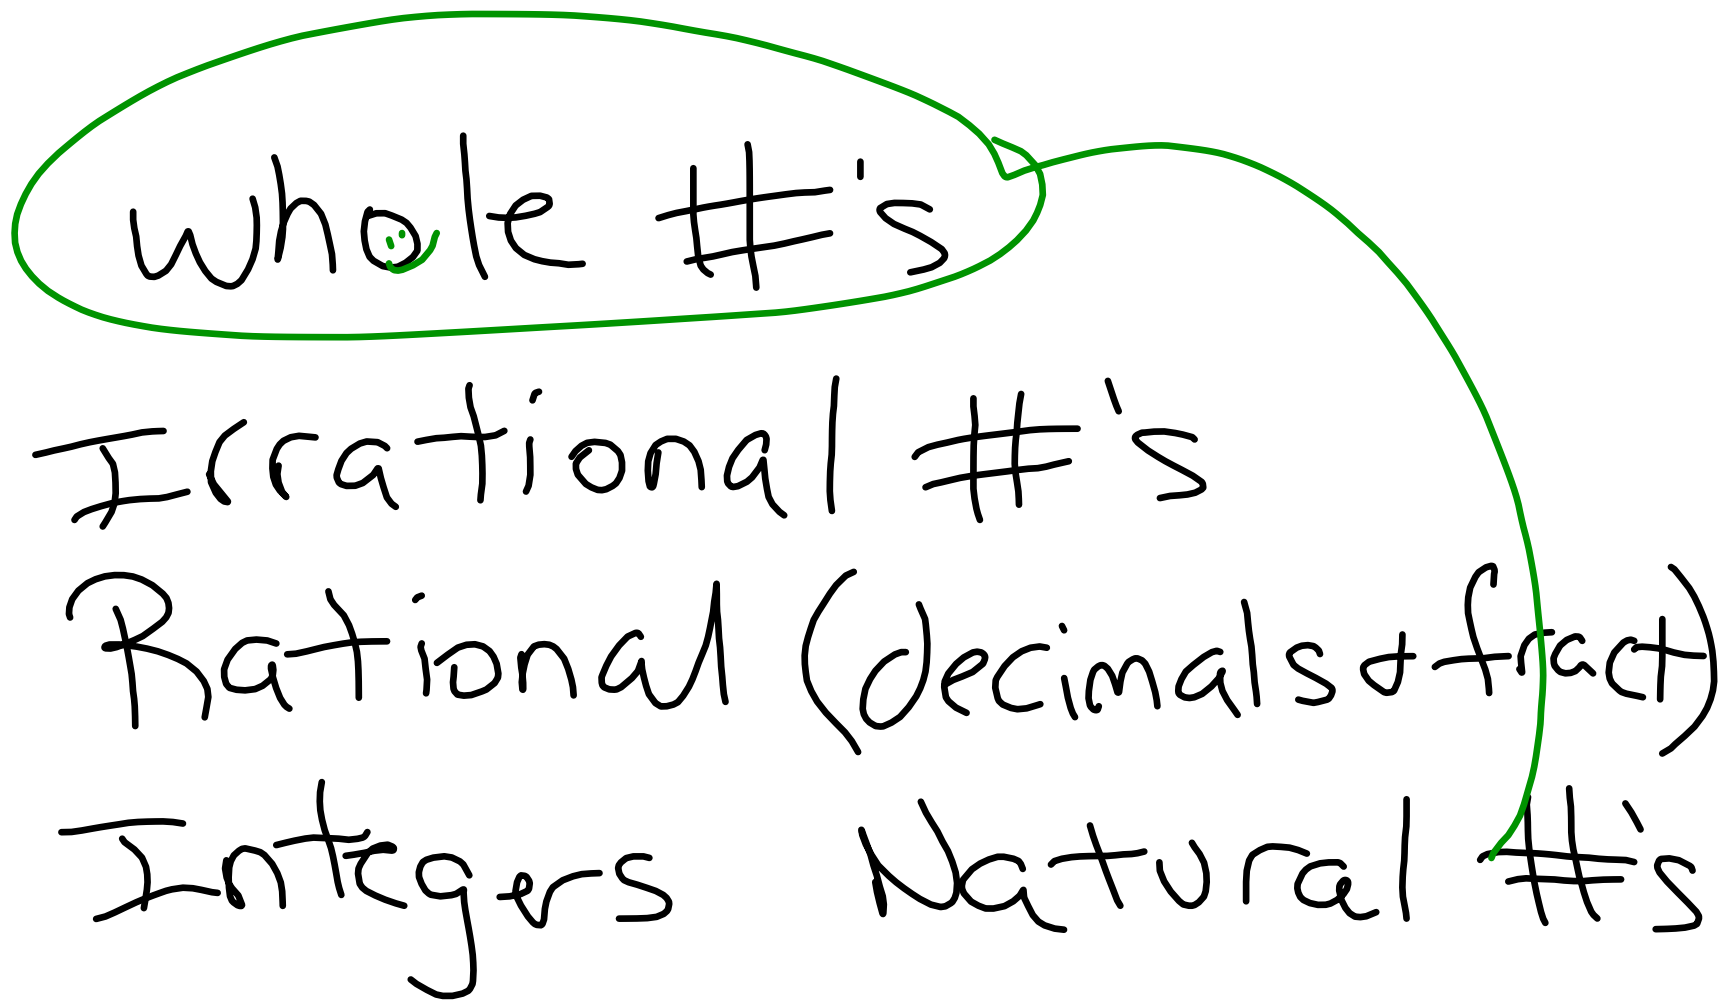 whole #'s
Irrational #'s
Rational (decimals + fract)
Integers Natural #'s